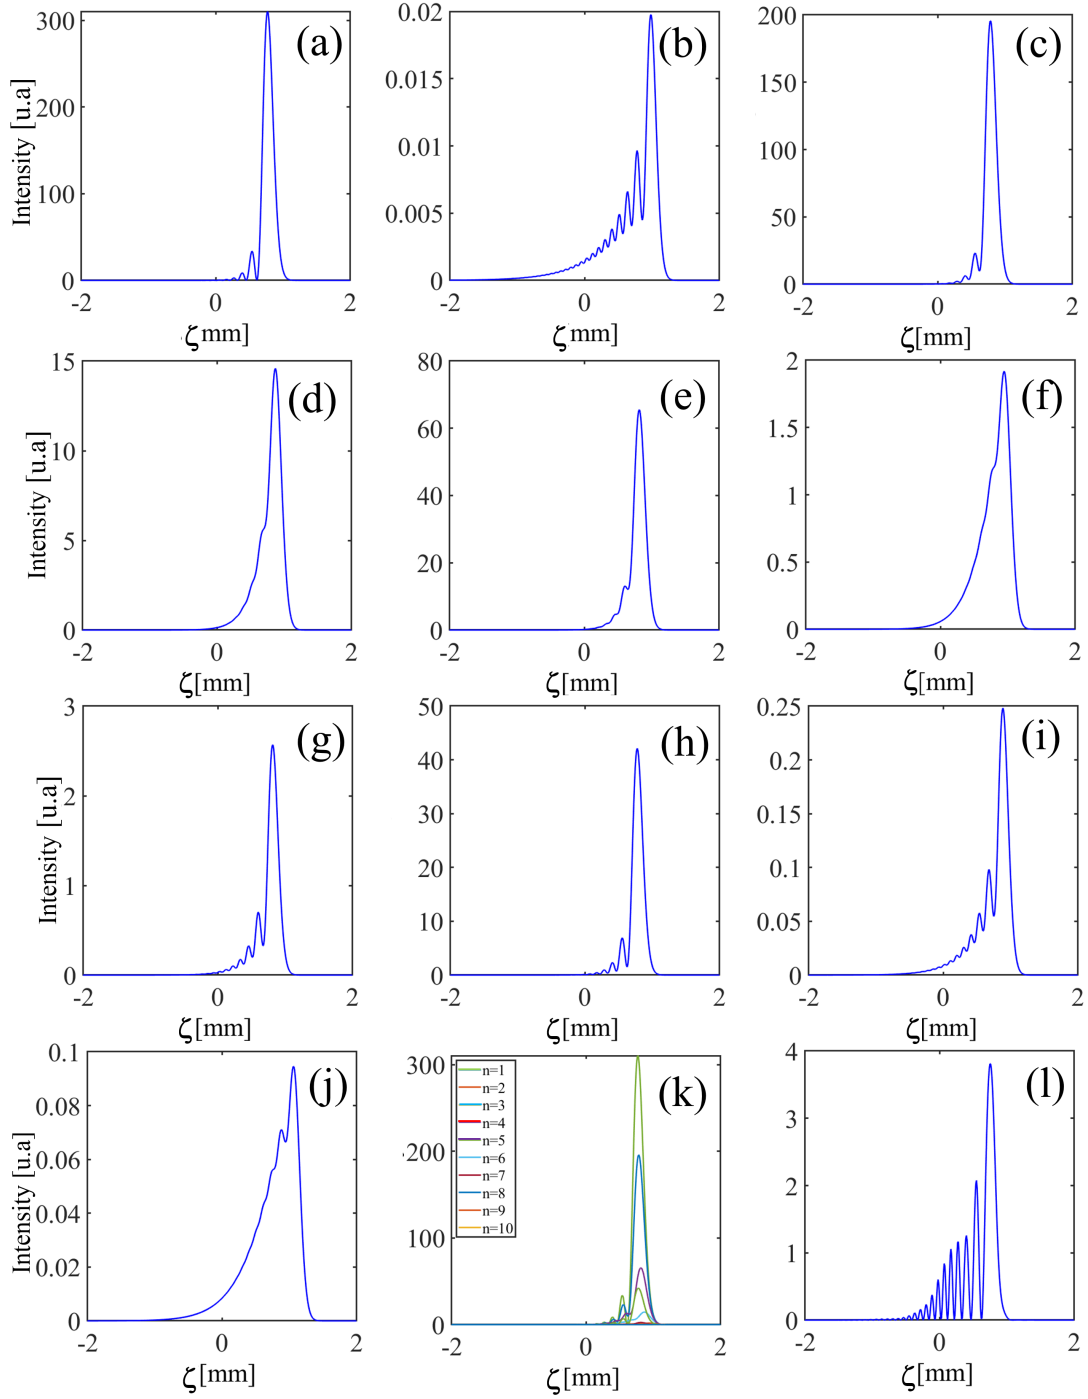 300
200
100
0
-2
0
2
Intensity [u.a]
ζmm]
(a)
0.02
0.015
0.01
0.005
0
-2
0
2
ζmm]
(b)
200
150
100
50
0
-2
0
2
ζ[mm]
(c)
15
10
5
0
-2
0
2
Intensity [u.a]
ζ[mm]
(d)
80
60
40
20
0
-2
0
2
ζ[mm]
(e)
2
1.5
1
0.5
0
-2
0
2
ζ[mm]
(f)
3
2
1
0
-2
0
2
Intensity [u.a]
ζ[mm]
(g)
50
40
30
20
10
0
-2
0
2
ζ[mm]
(h)
0.25
0.2
0.15
0.1
0.05
0
-2
0
2
ζ[mm]
(i)
0.1
0.08
0.06
0.04
0.02
0
-2
0
2
Intensity [u.a]
ζ[mm]
(j)
300
200
100
0
-2
0
2
ζ[mm]
(k)
n=1
n=2
n=3
n=4
n=5
n=6
n=7
n=8
n=9
n=10
4
3
2
1
0
-2
0
2
ζ[mm]
(l)